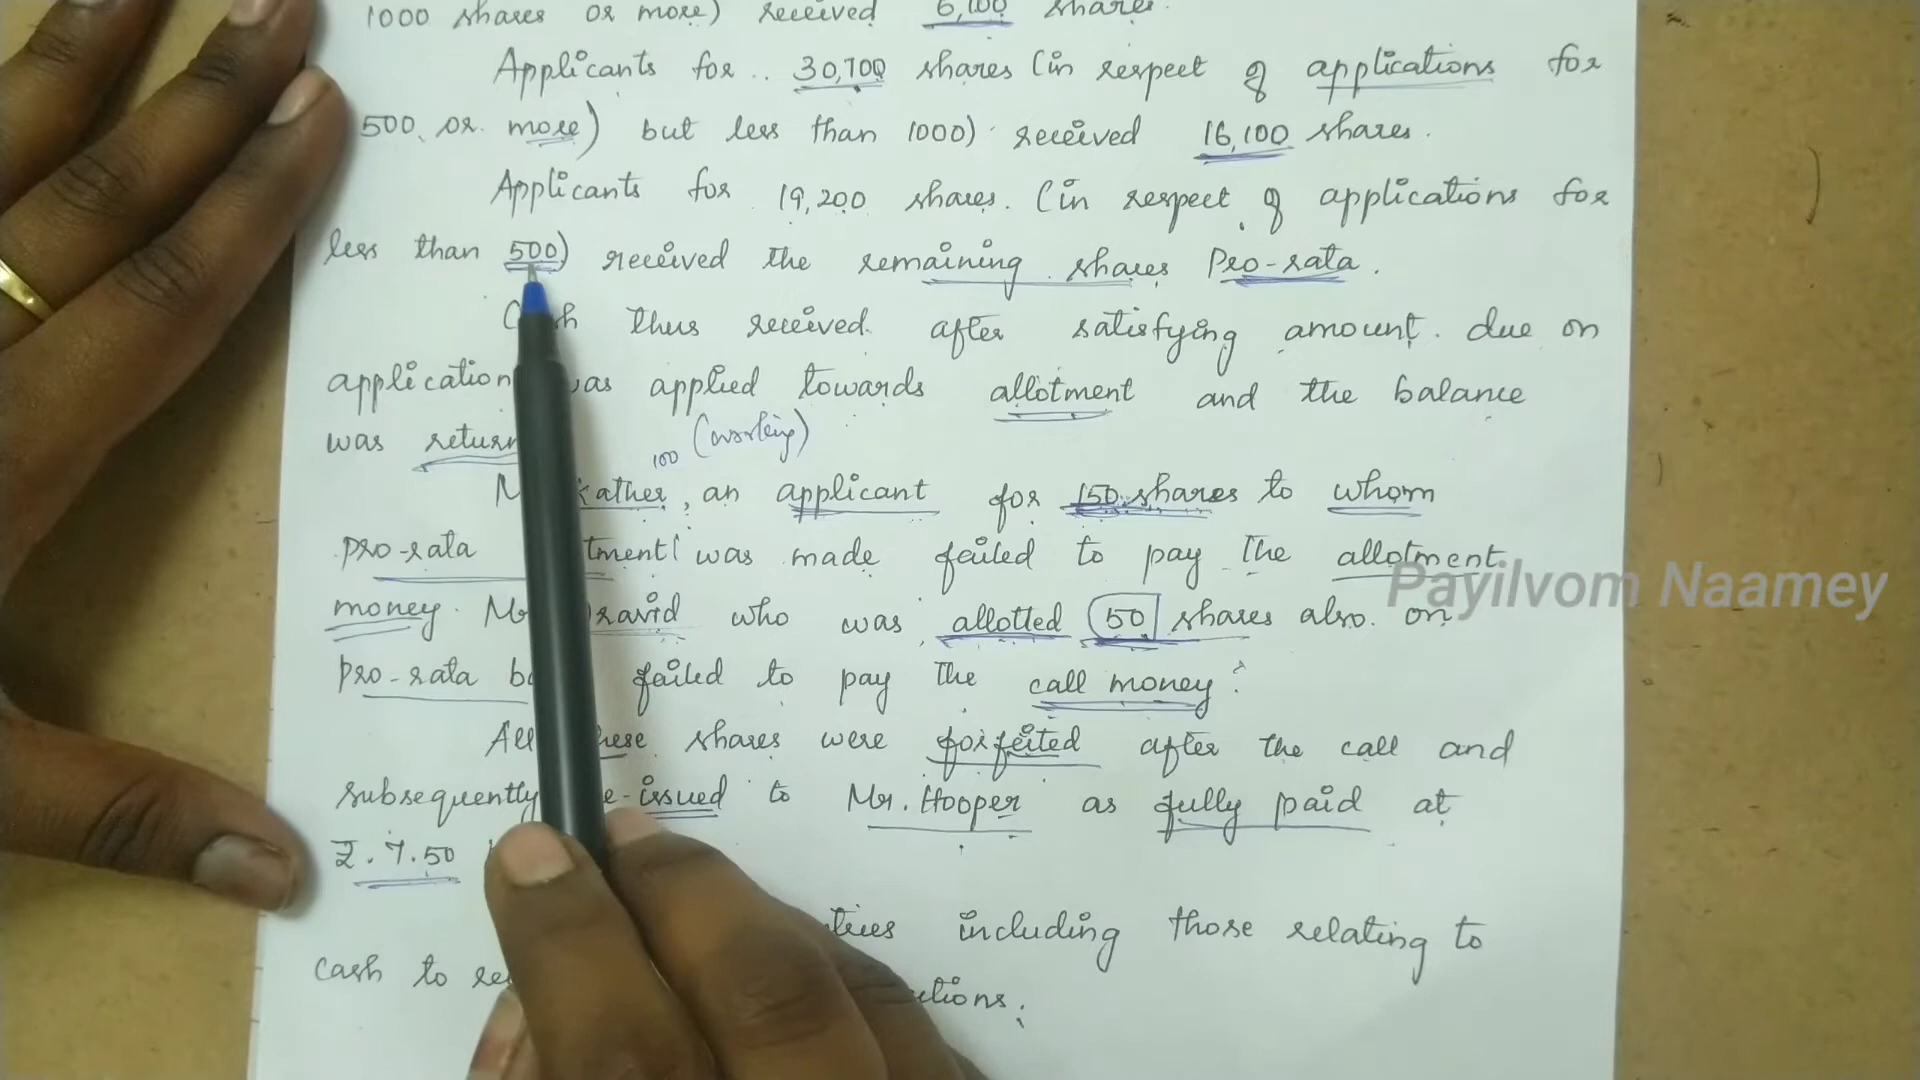 1000 shares or more) received 6,100 shares.
Applicants for .. 30,700 shares (in respect of applications for
500 or more) but less than 1000) received 16,100 shares.
Applicants for 19,200 shares. (in respect of applications for
less than 500) received the remaining shares Pro-rata.
thus received after satisfying amount due on
application was applied towards allotment and the balance
was
100 (working)
an applicant for 150 shares to whom
pro-rata was made failed to pay the allotment
money. who was allotted 50 shares also on
pro-rata failed to pay the call money.
All these shares were forfeited after the call and
subsequently re-issued to Mr. Hooper as fully paid at
₹. 7.50
including those relating to
cash to
Payilvom Naamey